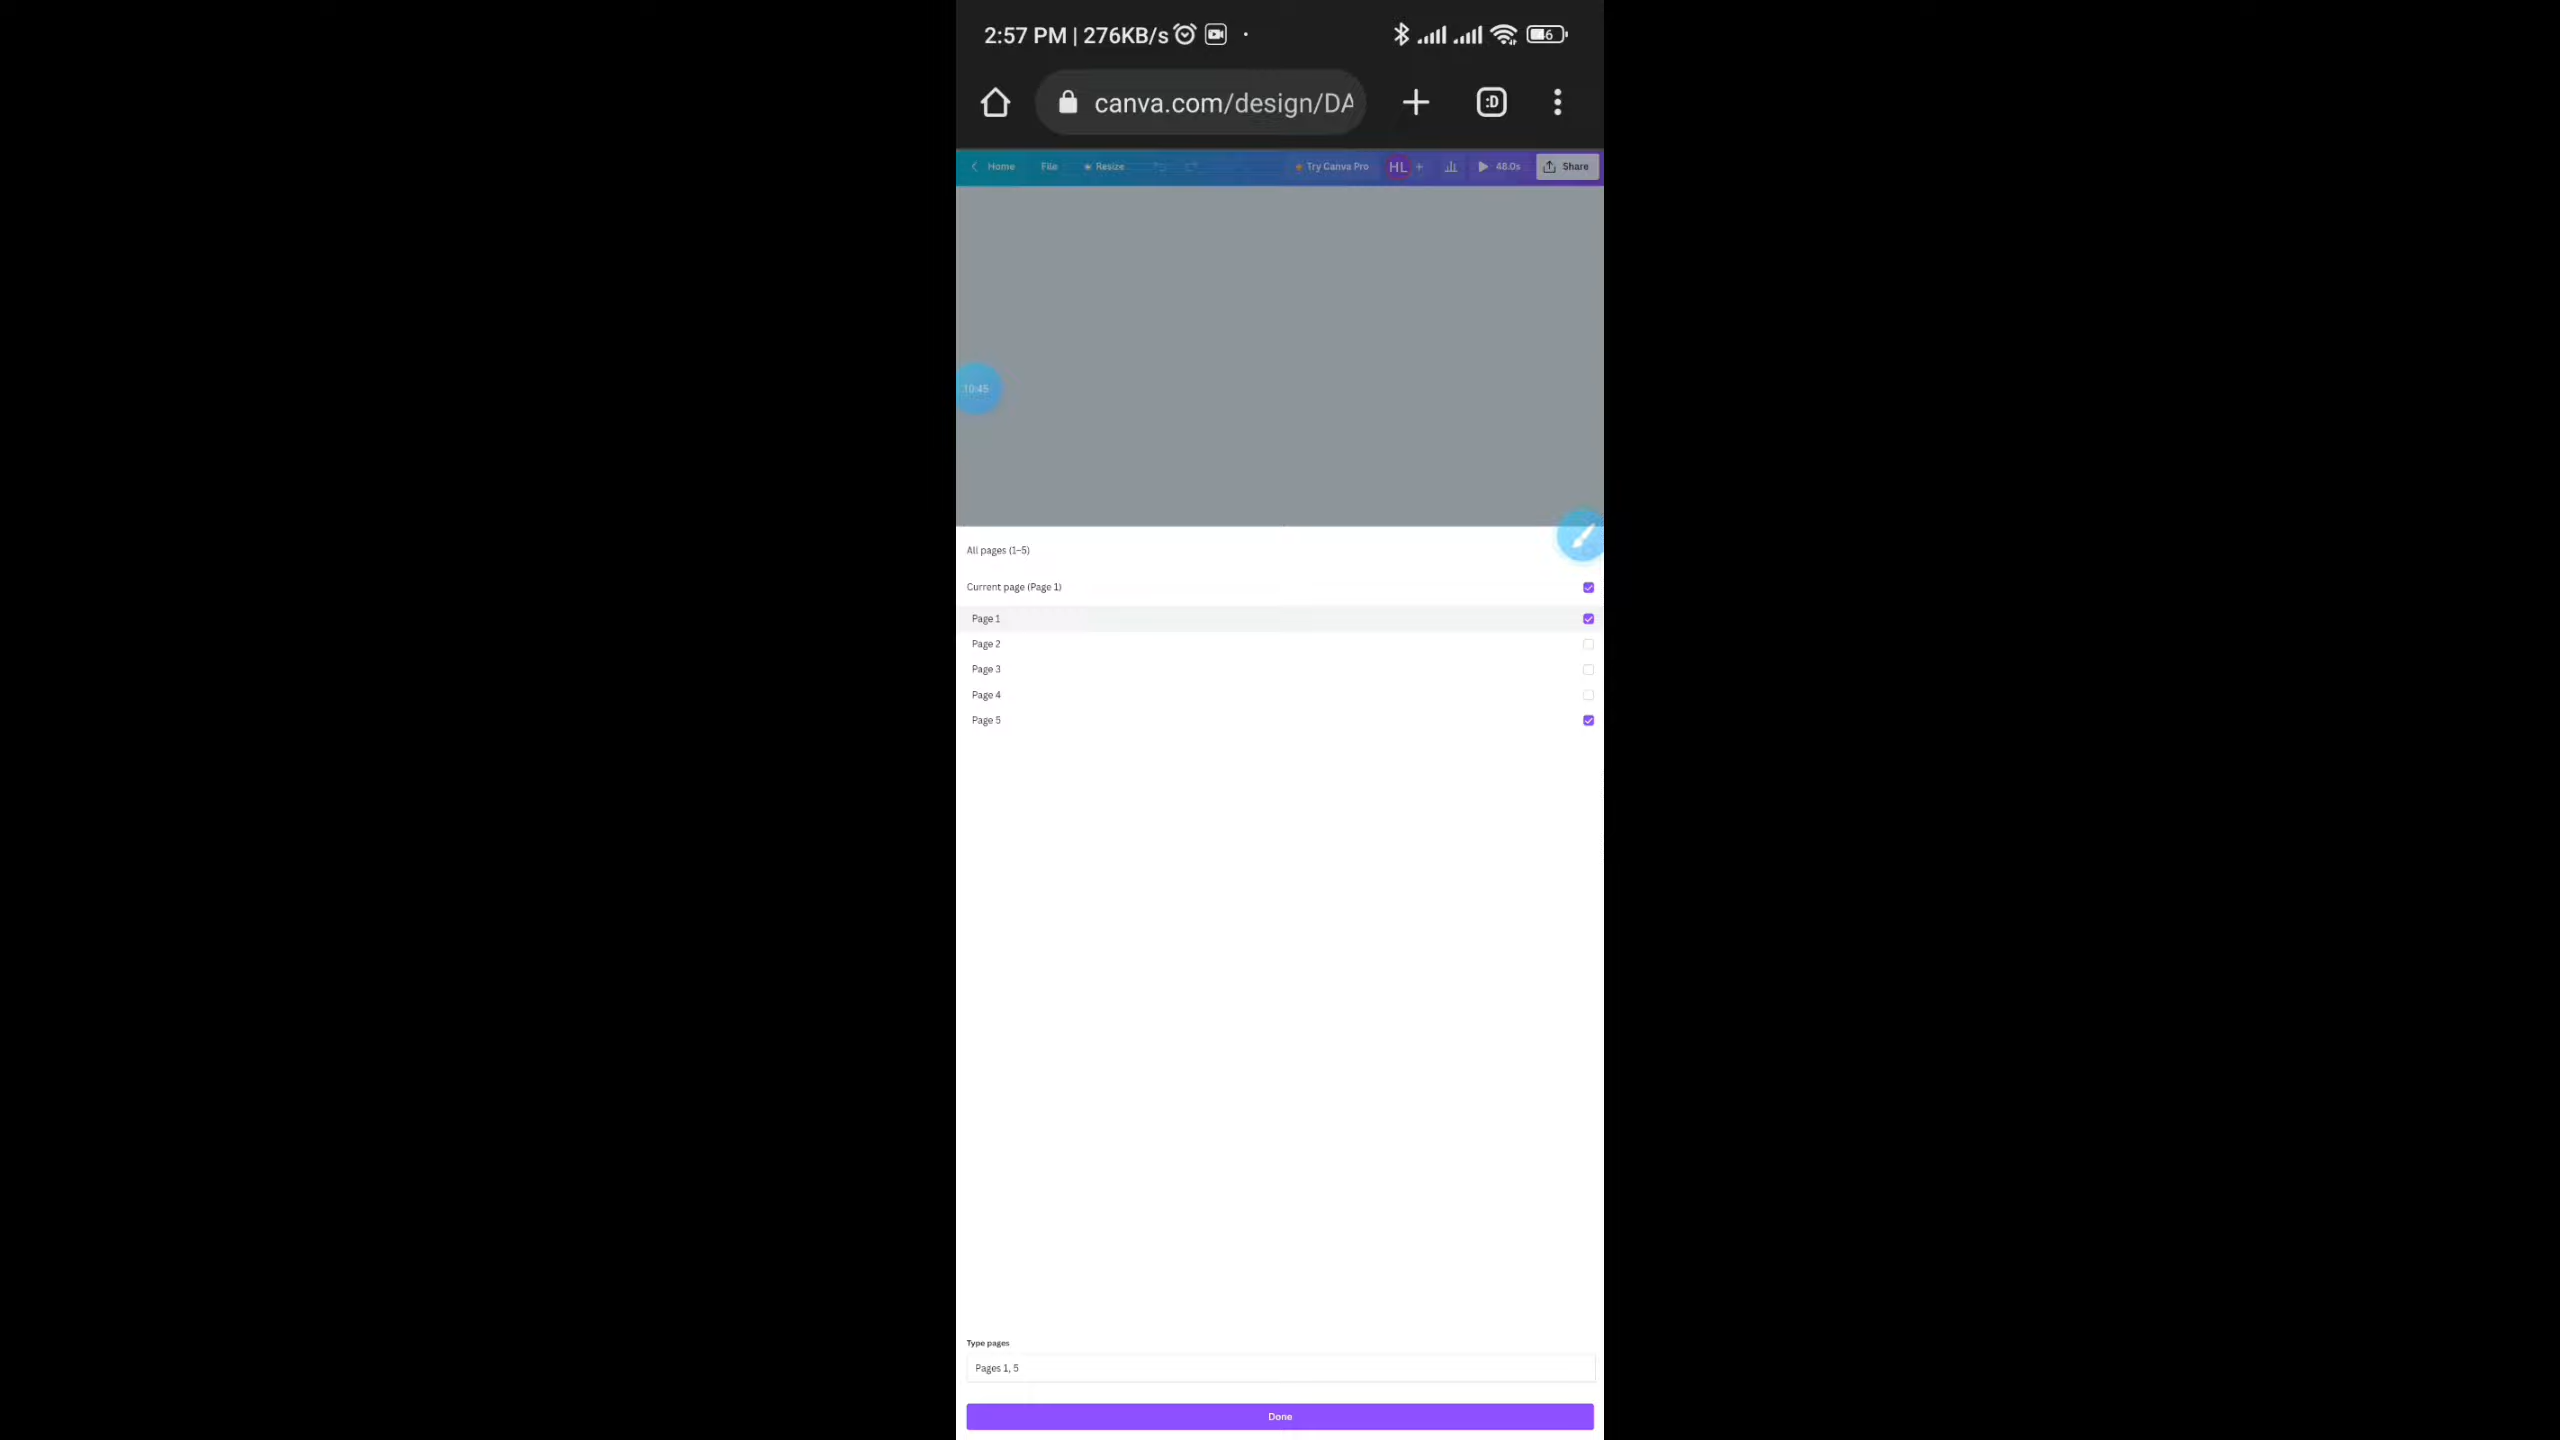 2:57 PM | 276KB/s 46
canva.com/design/DA :D
Home File Resize Try Canva Pro HL + 48.0s Share
10:45
All pages (1–5)
Current page (Page 1)
Page 1
Page 2
Page 3
Page 4
Page 5
Type pages
Pages 1, 5
Done